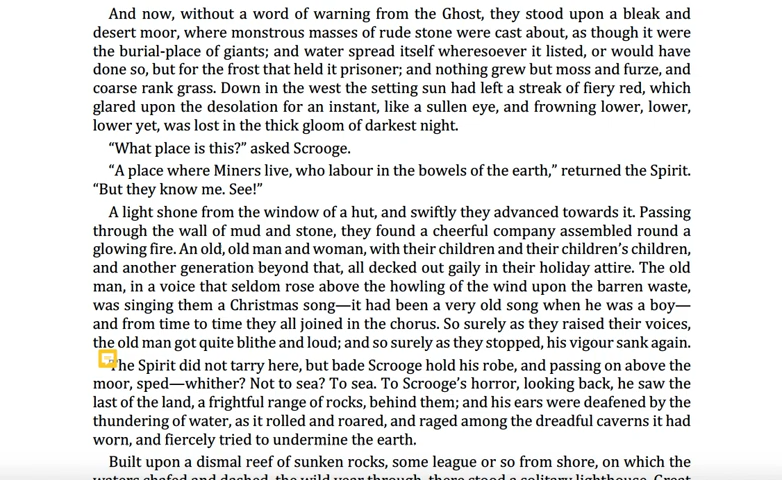 And now, without a word of warning from the Ghost, they stood upon a bleak and
desert moor, where monstrous masses of rude stone were cast about, as though it were
the burial-place of giants; and water spread itself wheresoever it listed, or would have
done so, but for the frost that held it prisoner; and nothing grew but moss and furze, and
coarse rank grass. Down in the west the setting sun had left a streak of fiery red, which
glared upon the desolation for an instant, like a sullen eye, and frowning lower, lower,
lower yet, was lost in the thick gloom of darkest night.
“What place is this?” asked Scrooge.
“A place where Miners live, who labour in the bowels of the earth,” returned the Spirit.
“But they know me. See!”
A light shone from the window of a hut, and swiftly they advanced towards it. Passing
through the wall of mud and stone, they found a cheerful company assembled round a
glowing fire. An old, old man and woman, with their children and their children’s children,
and another generation beyond that, all decked out gaily in their holiday attire. The old
man, in a voice that seldom rose above the howling of the wind upon the barren waste,
was singing them a Christmas song—it had been a very old song when he was a boy—
and from time to time they all joined in the chorus. So surely as they raised their voices,
the old man got quite blithe and loud; and so surely as they stopped, his vigour sank again.
The Spirit did not tarry here, but bade Scrooge hold his robe, and passing on above the
moor, sped—whither? Not to sea? To sea. To Scrooge’s horror, looking back, he saw the
last of the land, a frightful range of rocks, behind them; and his ears were deafened by the
thundering of water, as it rolled and roared, and raged among the dreadful caverns it had
worn, and fiercely tried to undermine the earth.
Built upon a dismal reef of sunken rocks, some league or so from shore, on which the
waters chafed and dashed, the wild year through, there stood a solitary lighthouse. Great